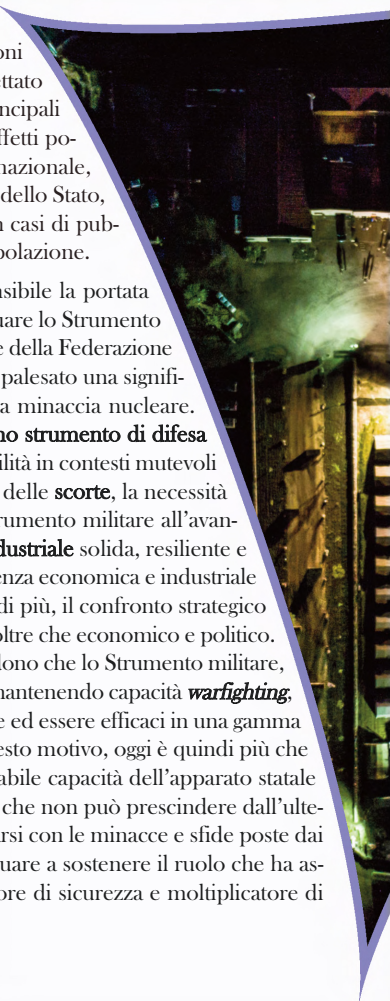 oni
ettato
ncipali
ffetti po-
nazionale,
dello Stato,
n casi di pub-
polazione.
nsibile la portata
uare lo Strumento
e della Federazione
palesato una signifi-
a minaccia nucleare.
no strumento di difesa
ilità in contesti mutevoli
delle scorte, la necessità
rumento militare all'avan-
dustriale solida, resiliente e
enza economica e industriale
di più, il confronto strategico
oltre che economico e politico.
dono che lo Strumento militare,
mantenendo capacità warfighting,
e ed essere efficaci in una gamma
esto motivo, oggi è quindi più che
abile capacità dell'apparato statale
che non può prescindere dall'ulte-
arsi con le minacce e sfide poste dai
uare a sostenere il ruolo che ha as-
ore di sicurezza e moltiplicatore di